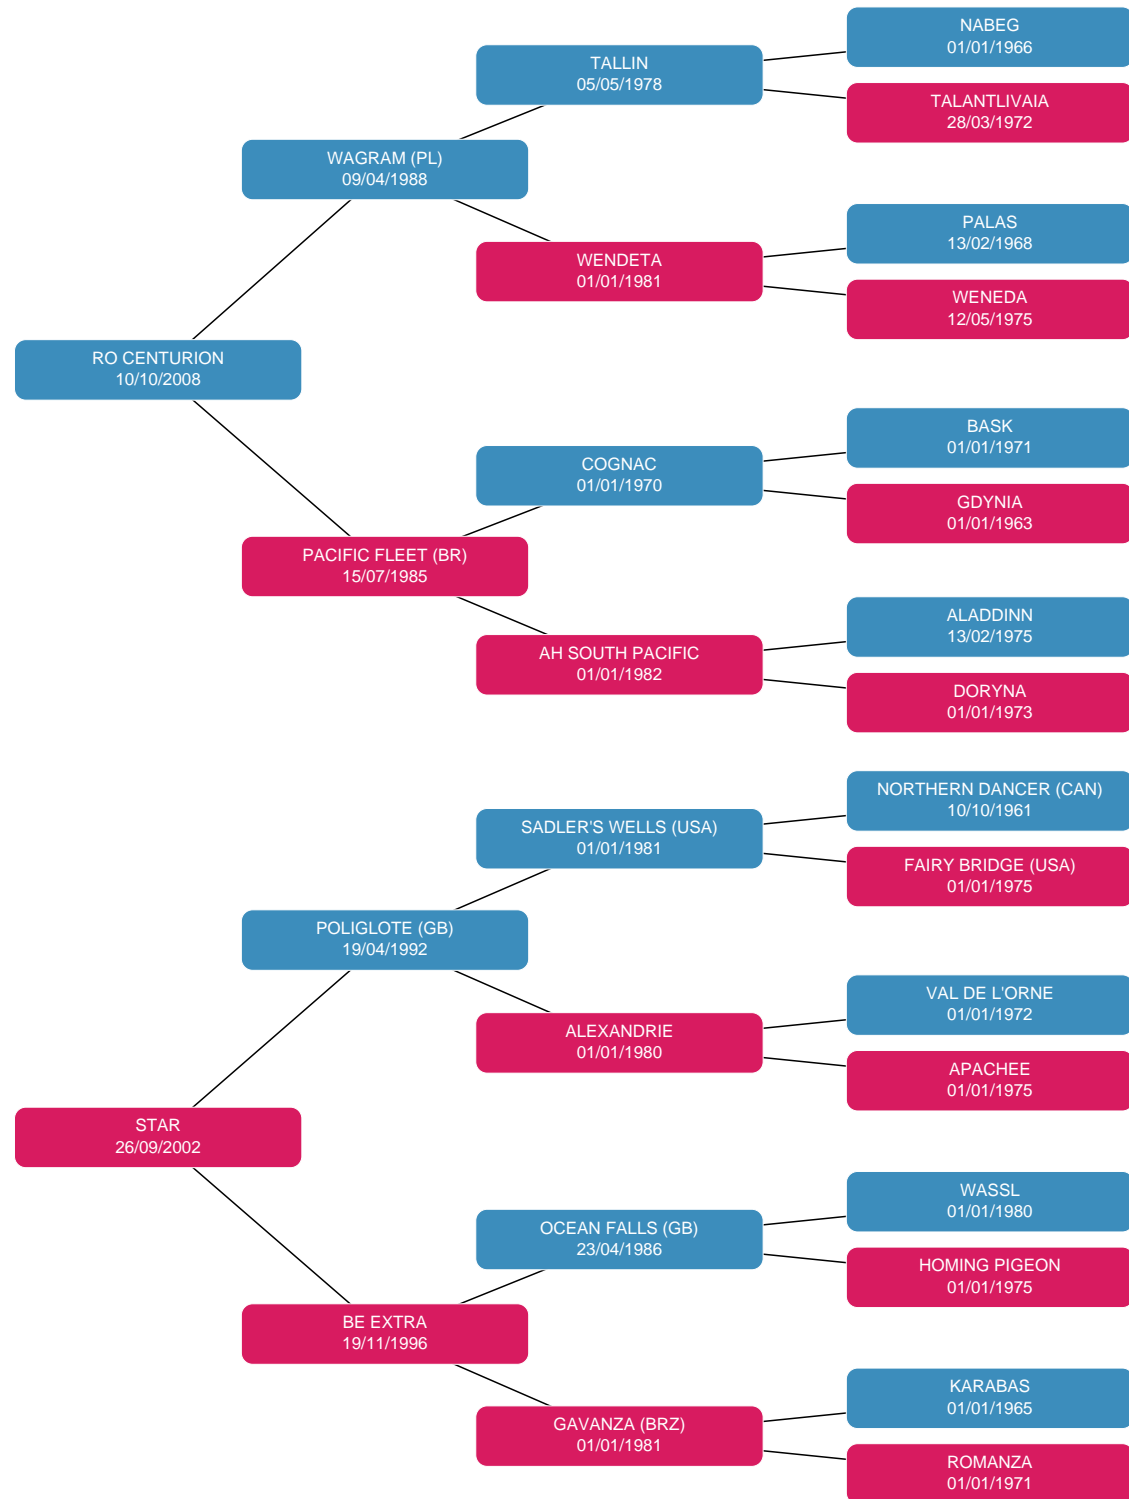 NABEG
01/01/1966
TALLIN
05/05/1978
TALANTLIVAIA
28/03/1972
WAGRAM (PL)
09/04/1988
PALAS
13/02/1968
WENDETA
01/01/1981
WENEDA
12/05/1975
RO CENTURION
10/10/2008
BASK
01/01/1971
COGNAC
01/01/1970
GDYNIA
01/01/1963
PACIFIC FLEET (BR)
15/07/1985
ALADDINN
13/02/1975
AH SOUTH PACIFIC
01/01/1982
DORYNA
01/01/1973
NORTHERN DANCER (CAN)
10/10/1961
SADLER'S WELLS (USA)
01/01/1981
FAIRY BRIDGE (USA)
01/01/1975
POLIGLOTE (GB)
19/04/1992
VAL DE L'ORNE
01/01/1972
ALEXANDRIE
01/01/1980
APACHEE
01/01/1975
STAR
26/09/2002
WASSL
01/01/1980
OCEAN FALLS (GB)
23/04/1986
HOMING PIGEON
01/01/1975
BE EXTRA
19/11/1996
KARABAS
01/01/1965
GAVANZA (BRZ)
01/01/1981
ROMANZA
01/01/1971